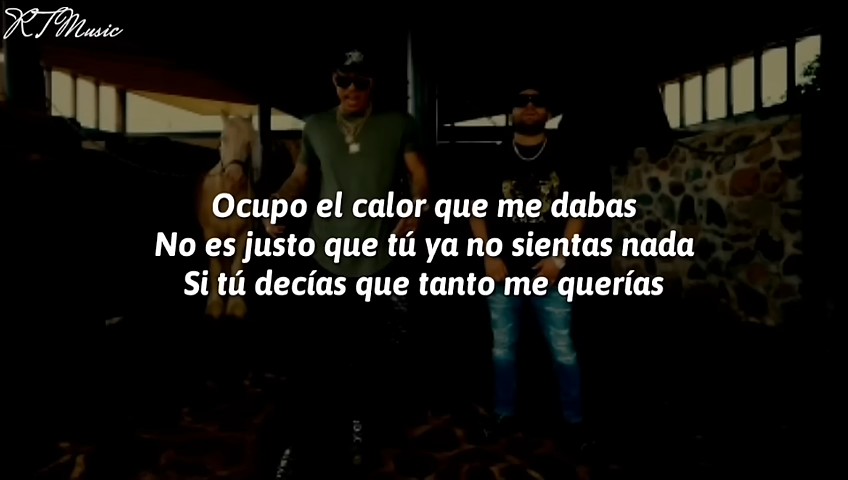 RTMusic
Ocupo el calor que me dabas
No es justo que tú ya no sientas nada
Si tú decías que tanto me querías